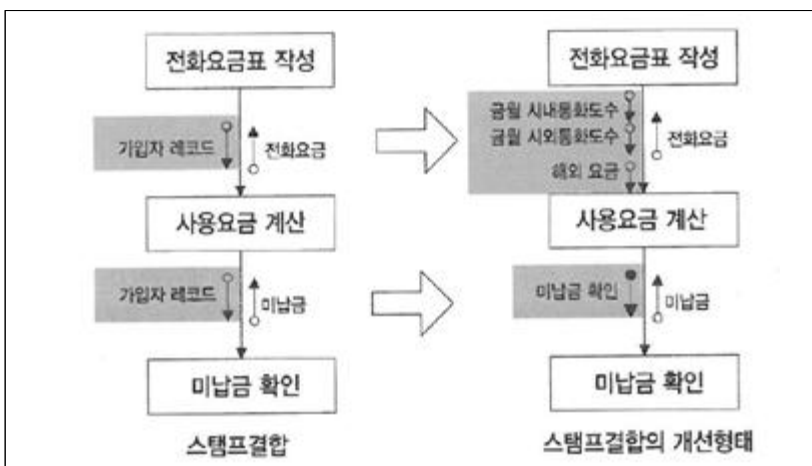 전화요금표 작성
가입자 레코드
전화요금
사용요금 계산
가입자 레코드
미납금
미납금 확인
스탬프결합
전화요금표 작성
금월 시내통화도수
금월 시외통화도수
해외 요금
전화요금
사용요금 계산
미납금 확인
미납금
미납금 확인
스탬프결합의 개선형태